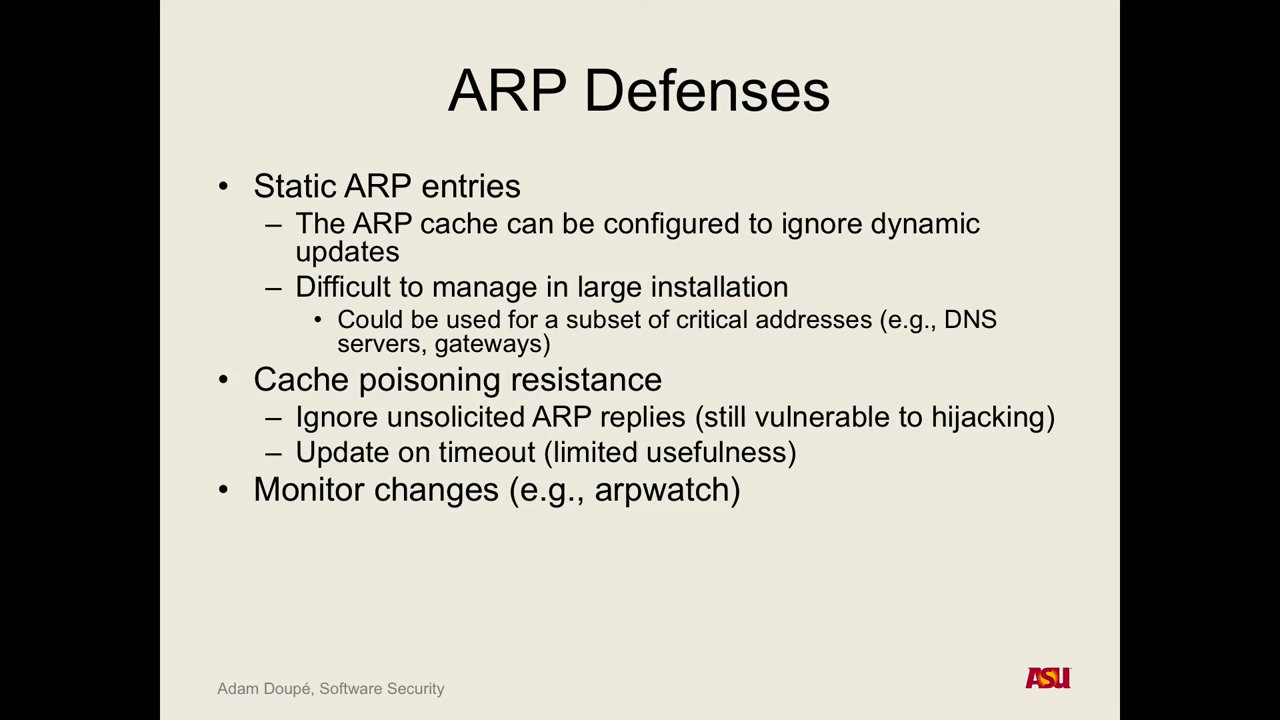 ARP Defenses
• Static ARP entries
– The ARP cache can be configured to ignore dynamic
updates
– Difficult to manage in large installation
• Could be used for a subset of critical addresses (e.g., DNS
servers, gateways)
• Cache poisoning resistance
– Ignore unsolicited ARP replies (still vulnerable to hijacking)
– Update on timeout (limited usefulness)
• Monitor changes (e.g., arpwatch)
Adam Doupé, Software Security
ASU